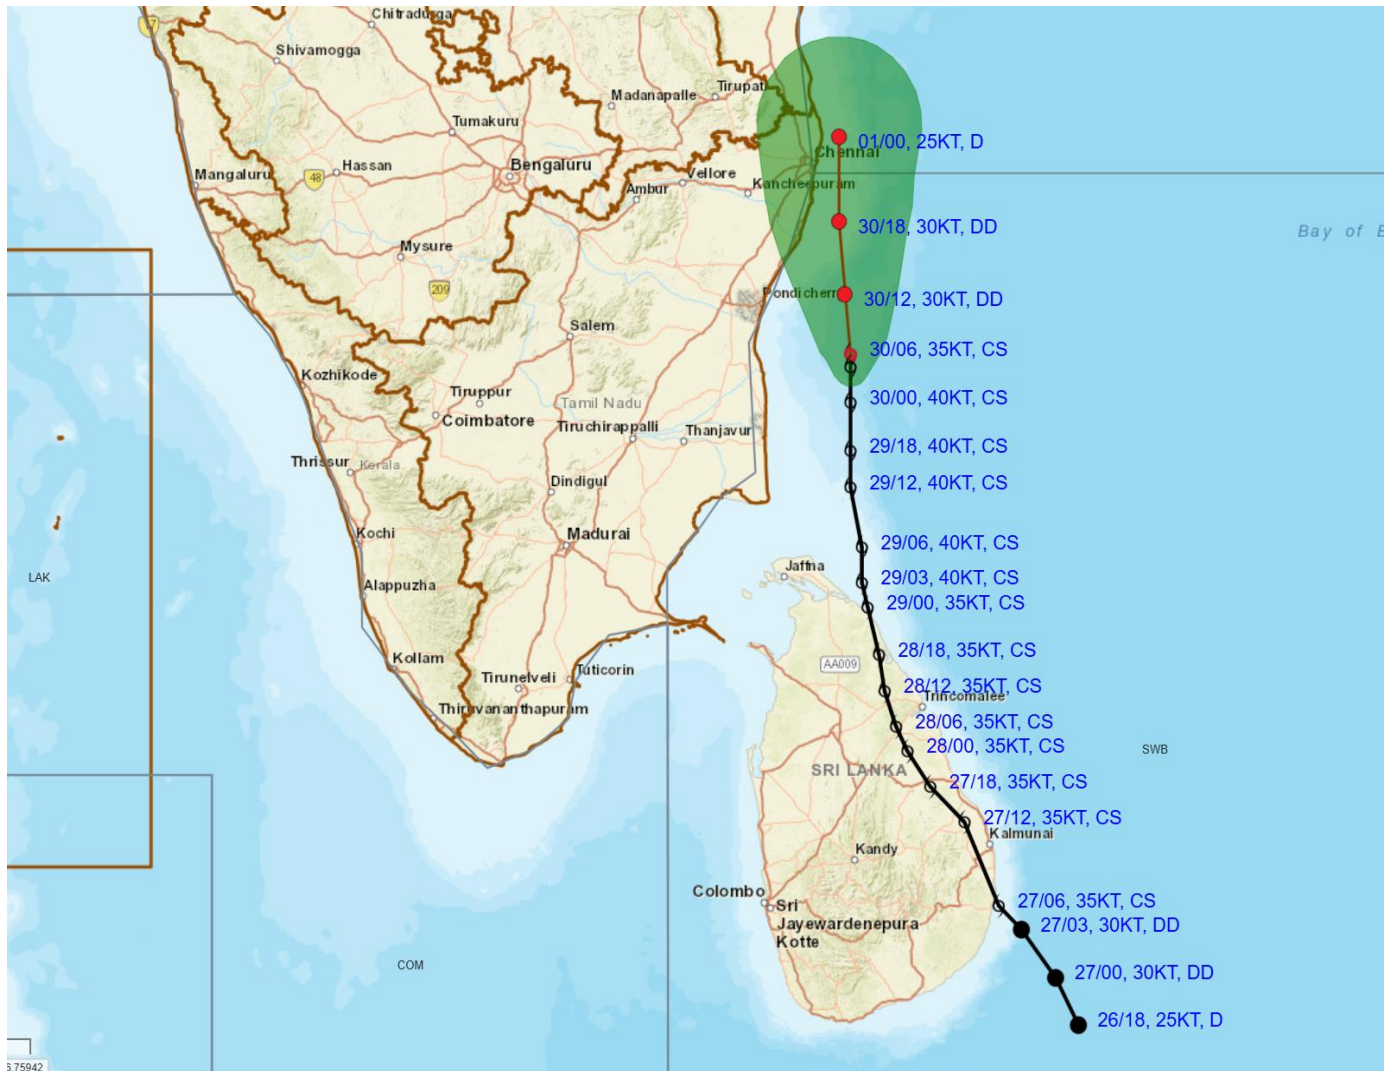 Chitradurga
Shivamogga
Tumakuru
Madanapalle
Tirupati
Hassan
48
Bengaluru
Mangaluru
Ambur
Vellore
Kancheepuram
Chennai
01/00, 25KT, D
30/18, 30KT, DD
Bay of
Mysure
209
Pondicherry
30/12, 30KT, DD
Salem
30/06, 35KT, CS
Kozhikode
Tiruppur
Tamil Nadu
30/00, 40KT, CS
Coimbatore
Tiruchirappalli
Thanjavur
29/18, 40KT, CS
Thrissur
Kerala
Dindigul
29/12, 40KT, CS
Kochi
Madurai
29/06, 40KT, CS
Jaffna
LAK
Alappuzha
29/03, 40KT, CS
29/00, 35KT, CS
Kollam
AA009
28/18, 35KT, CS
Tirunelveli
Tuticorin
28/12, 35KT, CS
Trincomalee
Thiruvananthapuram
28/06, 35KT, CS
28/00, 35KT, CS
SWB
SRI LANKA
27/18, 35KT, CS
27/12, 35KT, CS
Kalmunai
Kandy
Colombo
Sri
Jayewardenepura
Kotte
27/06, 35KT, CS
27/03, 30KT, DD
COM
27/00, 30KT, DD
26/18, 25KT, D